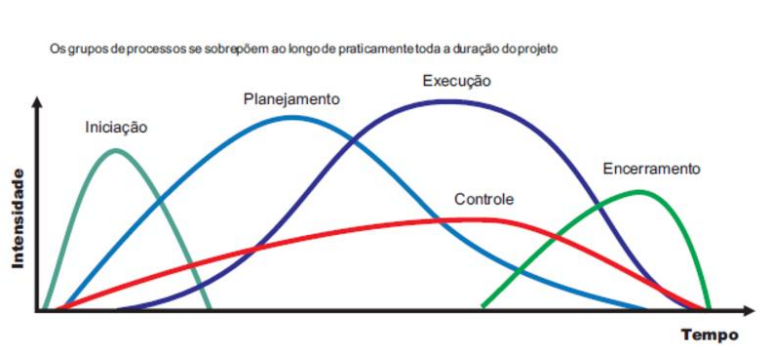 Os grupos de processos se sobrepõem ao longo de praticamente toda a duração do projeto
Execução
Planejamento
Iniciação
Encerramento
Controle
Intensidade
Tempo